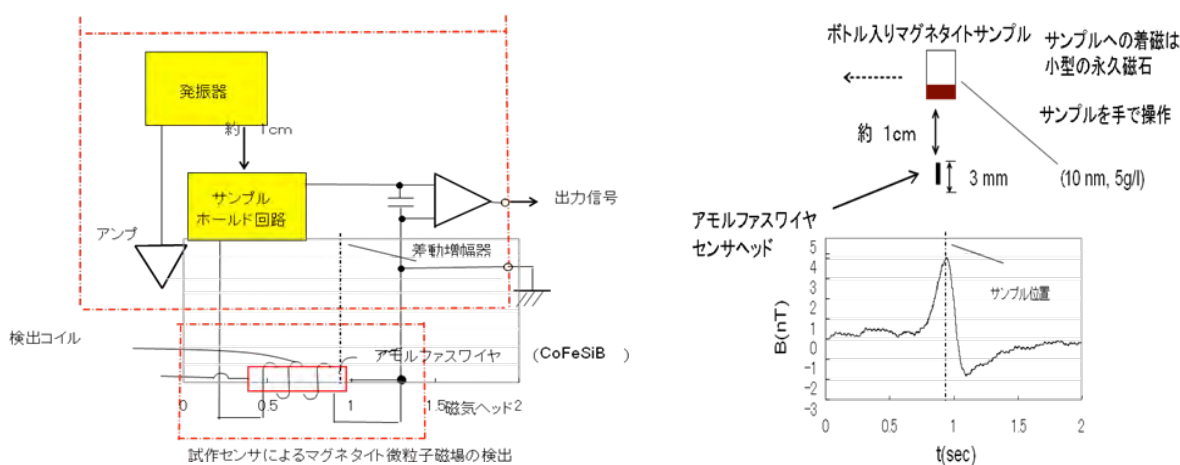 発振器
約 1cm
サンプル
ホールド回路
アンプ
出力信号
差動増幅器
検出コイル
アモルファスワイヤ (CoFeSiB )
0 0.5 1 1.5 磁気ヘッド 2
試作センサによるマグネタイト微粒子磁場の検出
ボトル入りマグネタイトサンプル
サンプルへの着磁は
小型の永久磁石
サンプルを手で操作
約 1cm
3 mm
(10 nm, 5g/l)
アモルファスワイヤ
センサヘッド
サンプル位置
B(nT)
5
4
3
2
1
0
-1
-2
-3
0 0.5 1 1.5 2
t(sec)